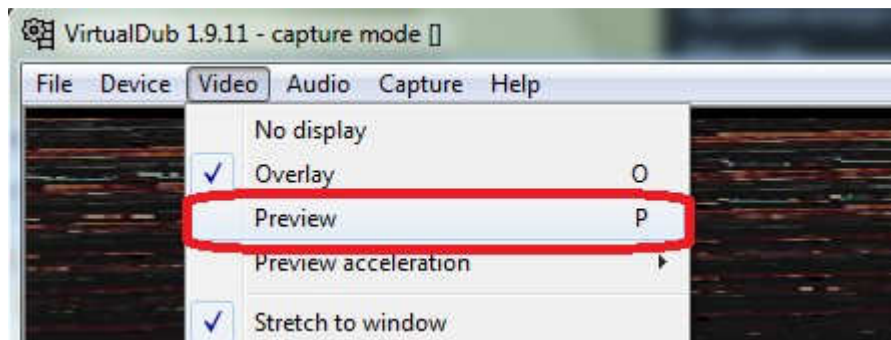 VirtualDub 1.9.11 - capture mode []
File Device Video Audio Capture Help
No display
Overlay O
Preview P
Preview acceleration
Stretch to window